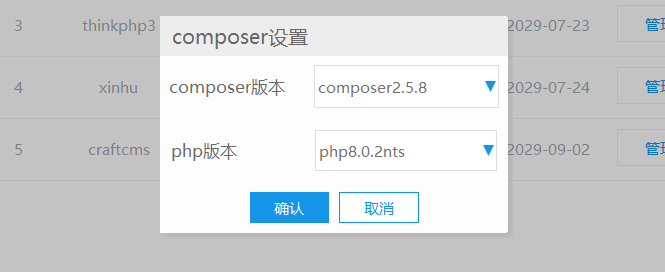 3 thinkphp3 2029-07-23 管理
composer设置
composer版本 composer2.5.8
4 xinhu 2029-07-24 管理
5 craftcms php版本 php8.0.2nts 2029-09-02 管理
确认 取消